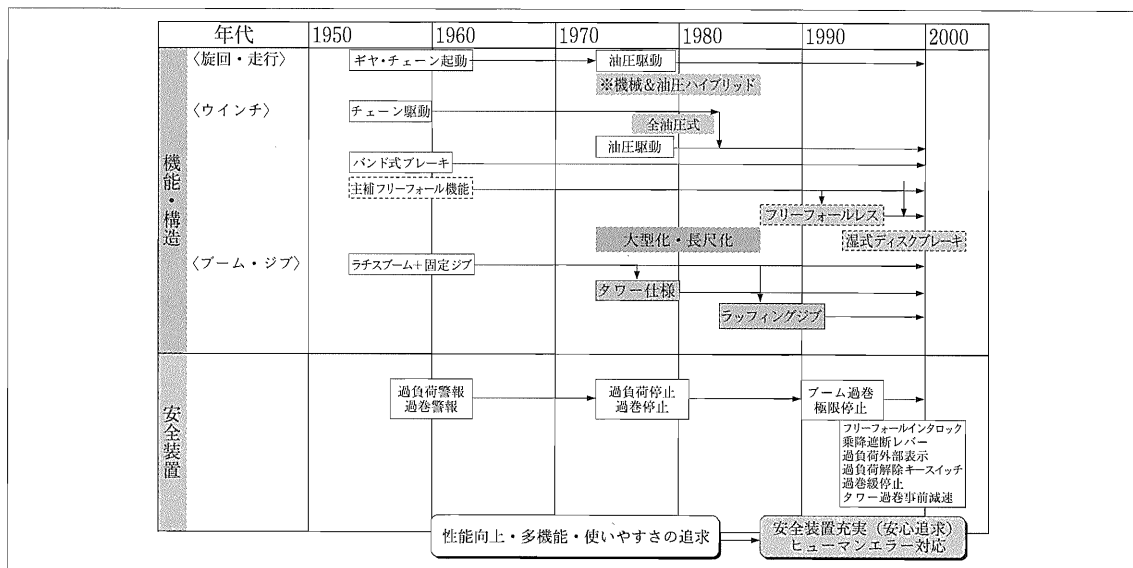 年代 1950 1960 1970 1980 1990 2000
機能・構造
〈旋回・走行〉
ギヤ・チェーン起動
油圧駆動
※機械＆油圧ハイブリッド
〈ウインチ〉
チェーン駆動
全油圧式
油圧駆動
バンド式ブレーキ
主補フリーフォール機能
フリーフォールレス
大型化・長尺化
湿式ディスクブレーキ
〈ブーム・ジブ〉
ラチスブーム＋固定ジブ
タワー仕様
ラッフィングジブ
安全装置
過負荷警報
過巻警報
過負荷停止
過巻停止
ブーム過巻
極限停止
フリーフォールインタロック
乗降遮断レバー
過負荷外部表示
過負荷解除キースイッチ
過巻緩停止
タワー過巻事前減速
性能向上・多機能・使いやすさの追求
安全装置充実（安心追求）
ヒューマンエラー対応